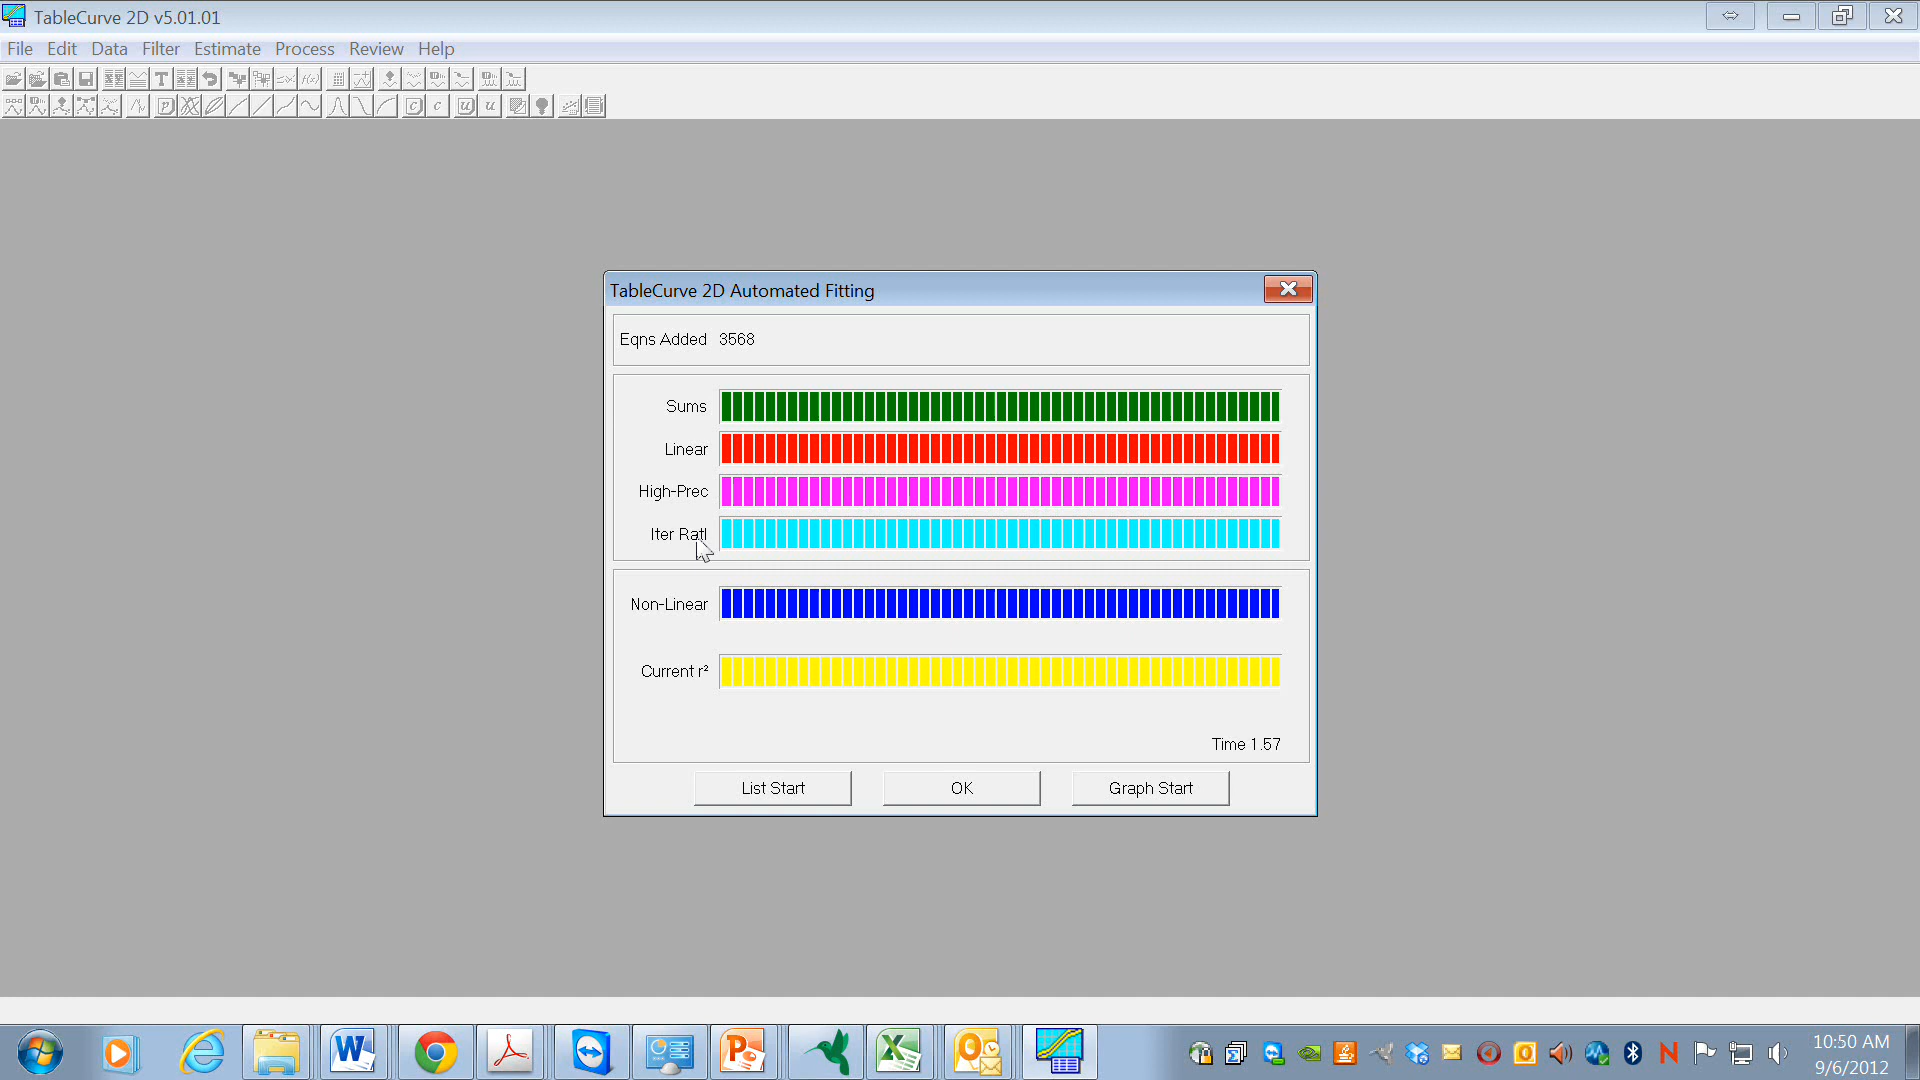 TableCurve 2D v5.01.01
File Edit Data Filter Estimate Process Review Help
TableCurve 2D Automated Fitting
Eqns Added 3568
Sums
Linear
High-Prec
Iter Ratl
Non-Linear
Current r²
Time 1.57
List Start OK Graph Start
10:50 AM
9/6/2012